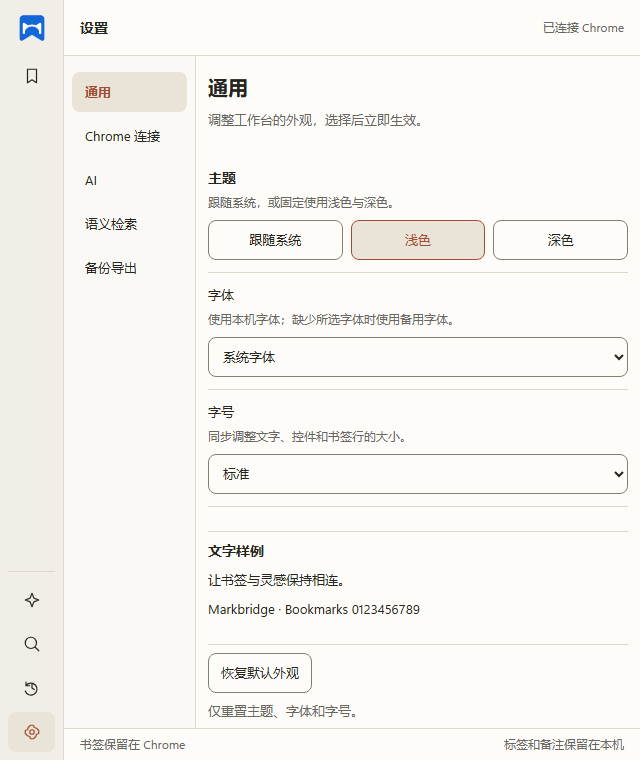 设置
已连接 Chrome
通用
Chrome 连接
AI
语义检索
备份导出
通用
调整工作台的外观，选择后立即生效。
主题
跟随系统，或固定使用浅色与深色。
跟随系统
浅色
深色
字体
使用本机字体；缺少所选字体时使用备用字体。
系统字体
字号
同步调整文字、控件和书签行的大小。
标准
文字样例
让书签与灵感保持相连。
Markbridge · Bookmarks 0123456789
恢复默认外观
仅重置主题、字体和字号。
书签保留在 Chrome
标签和备注保留在本机